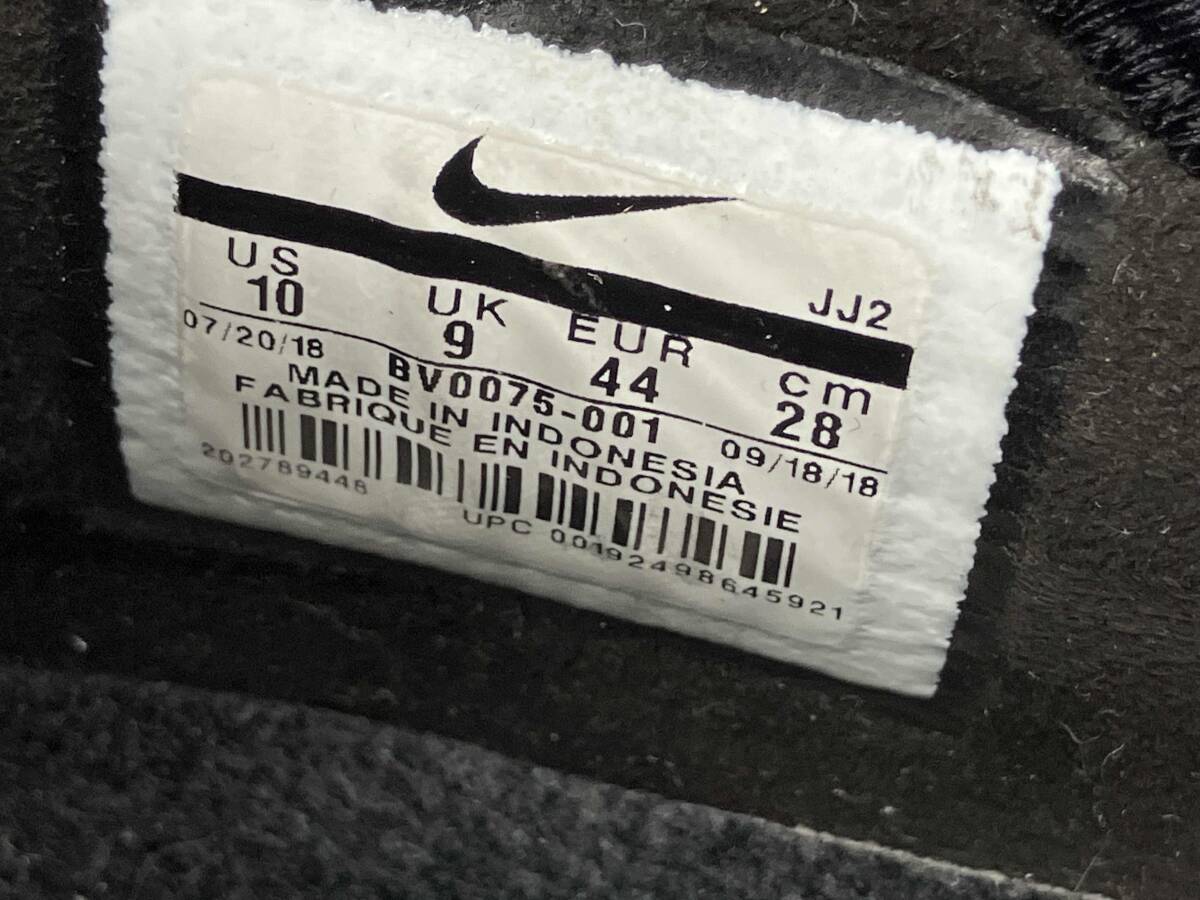 JJ2
US UK EUR cm
10 9 44 28
07/20/18 BV0075-001 09/18/18
MADE IN INDONESIA
FABRIQUE EN INDONESIE
202789448
UPC 00192498645921